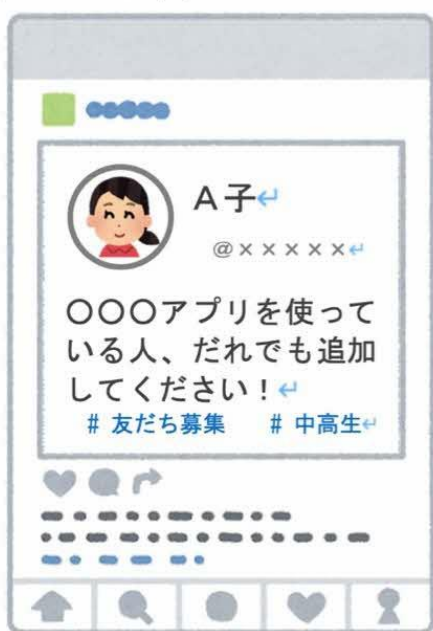 A子
@×××××
〇〇〇アプリを使って
いる人、だれでも追加
してください！
# 友だち募集 # 中高生